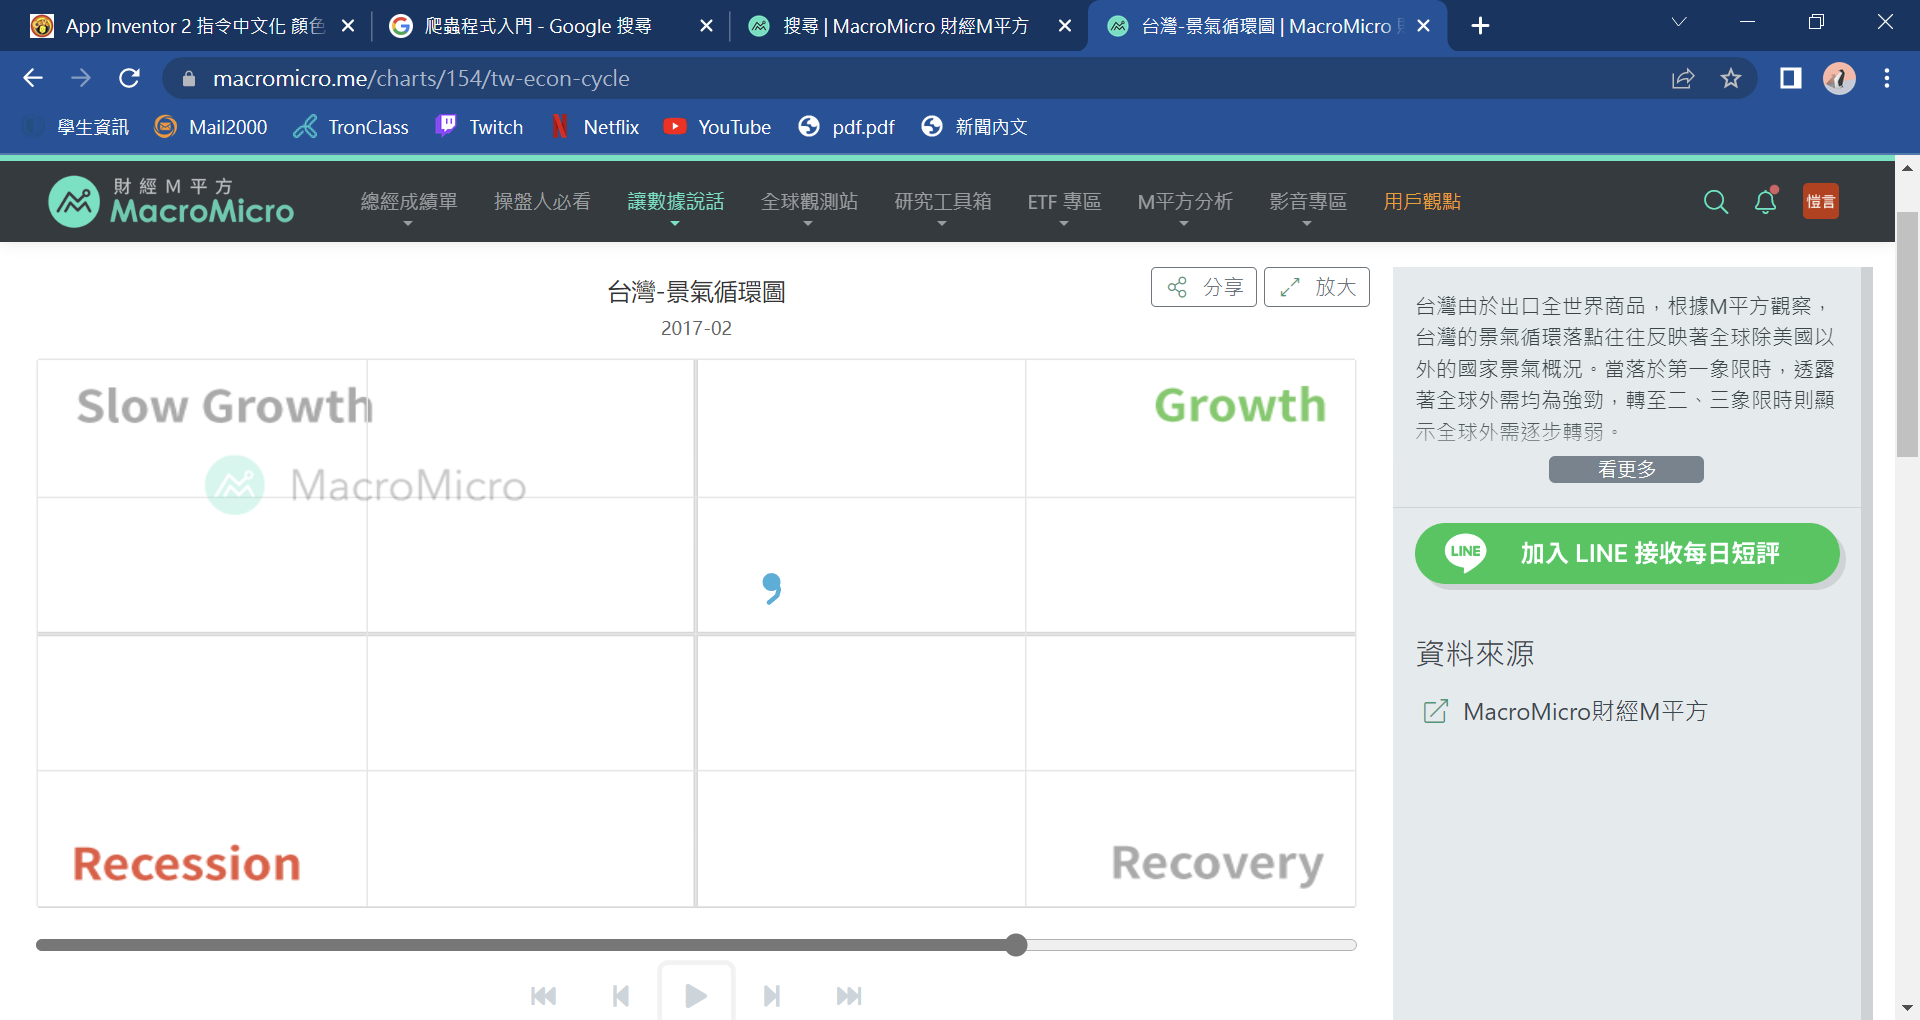 App Inventor 2 指令中文化 顏色
爬蟲程式入門 - Google 搜尋
搜尋 | MacroMicro 財經M平方
台灣-景氣循環圖 | MacroMicro 財
macromicro.me/charts/154/tw-econ-cycle
學生資訊
Mail2000
TronClass
Twitch
Netflix
YouTube
pdf.pdf
新聞內文
財經M平方
MacroMicro
總經成績單
操盤人必看
讓數據說話
全球觀測站
研究工具箱
ETF 專區
M平方分析
影音專區
用戶觀點
愷言
台灣-景氣循環圖
2017-02
分享
放大
Slow Growth
Growth
MacroMicro
Recession
Recovery
台灣由於出口全世界商品，根據M平方觀察，
台灣的景氣循環落點往往反映著全球除美國以
外的國家景氣概況。當落於第一象限時，透露
著全球外需均為強勁，轉至二、三象限時則顯
示全球外需逐步轉弱。
看更多
LINE
加入 LINE 接收每日短評
資料來源
MacroMicro財經M平方